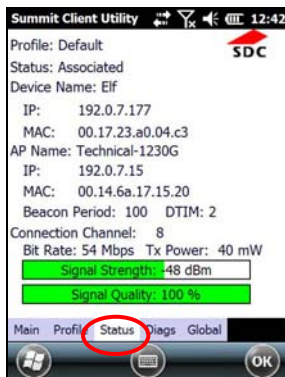 Summit Client Utility 12:42
SDC
Profile: Default
Status: Associated
Device Name: Elf
IP: 192.0.7.177
MAC: 00.17.23.a0.04.c3
AP Name: Technical-1230G
IP: 192.0.7.15
MAC: 00.14.6a.17.15.20
Beacon Period: 100 DTIM: 2
Connection Channel: 8
Bit Rate: 54 Mbps Tx Power: 40 mW
Signal Strength: -48 dBm
Signal Quality: 100 %
Main Profile Status Diags Global
OK